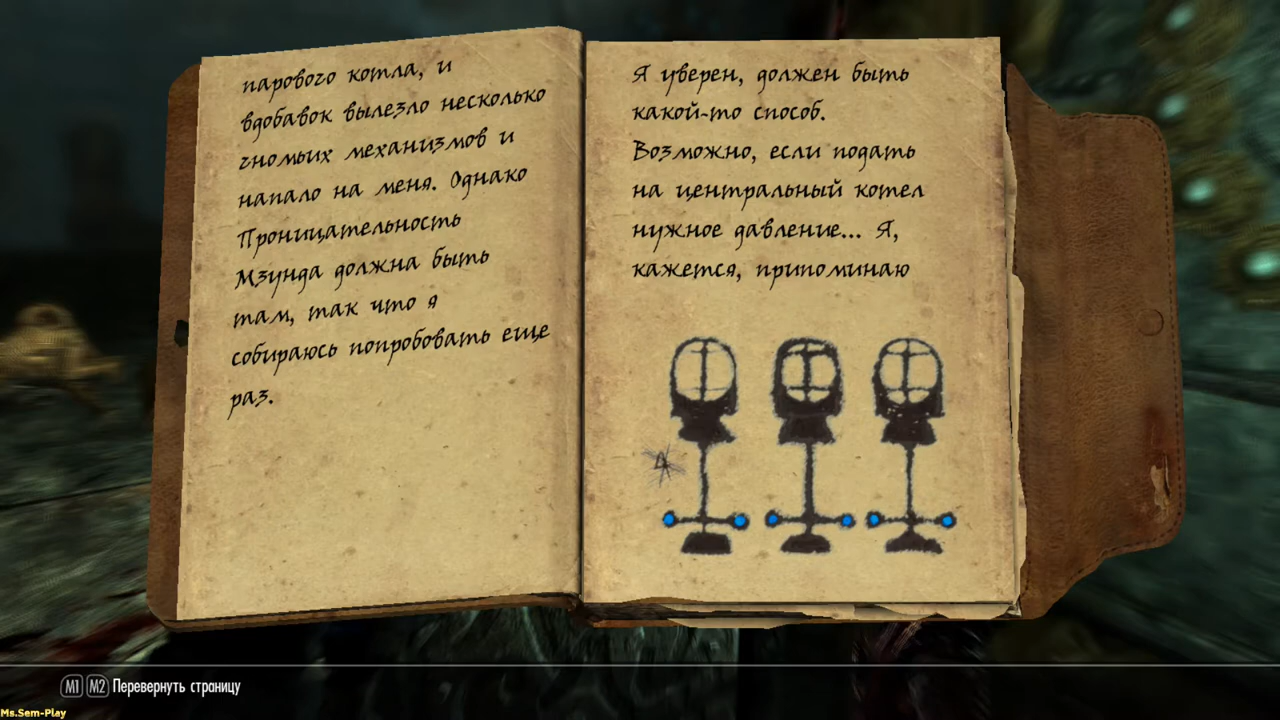 парового котла, и
вдобавок вылезло несколько
гномьих механизмов и
напало на меня. Однако
Проницательность
Мзунда должна быть
там, так что я
собираюсь попробовать еще
раз.
Я уверен, должен быть
какой-то способ.
Возможно, если подать
на центральный котел
нужное давление... Я,
кажется, припоминаю
M1 M2 Перевернуть страницу
Ms.Sem-Play